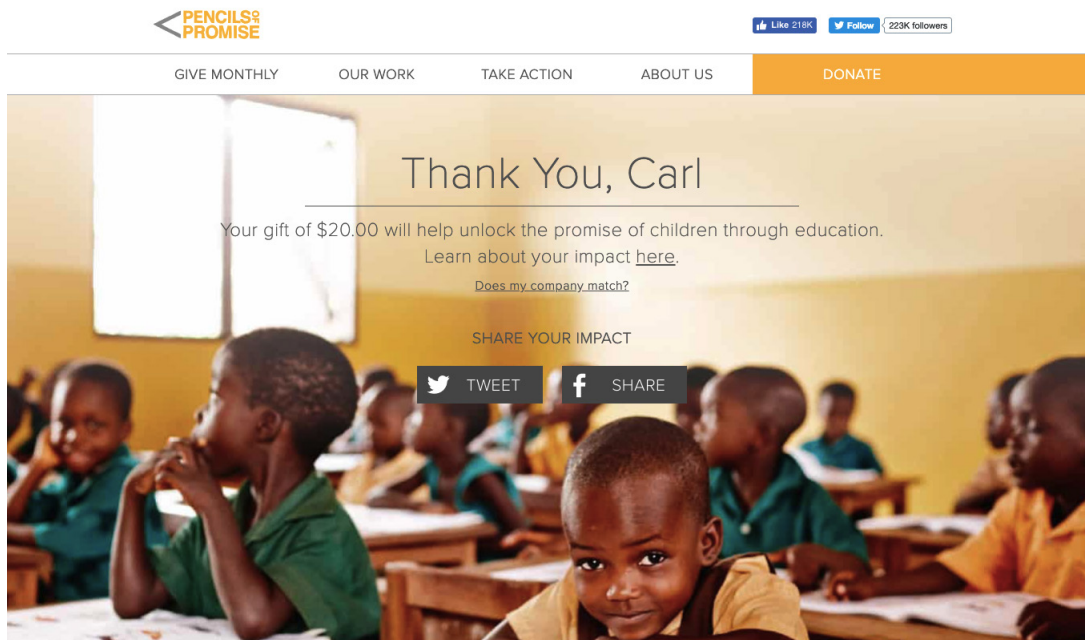 PENCILS OF
PROMISE
Like 218K
Follow
223K followers
GIVE MONTHLY
OUR WORK
TAKE ACTION
ABOUT US
DONATE
Thank You, Carl
Your gift of $20.00 will help unlock the promise of children through education.
Learn about your impact here.
Does my company match?
SHARE YOUR IMPACT
TWEET
SHARE